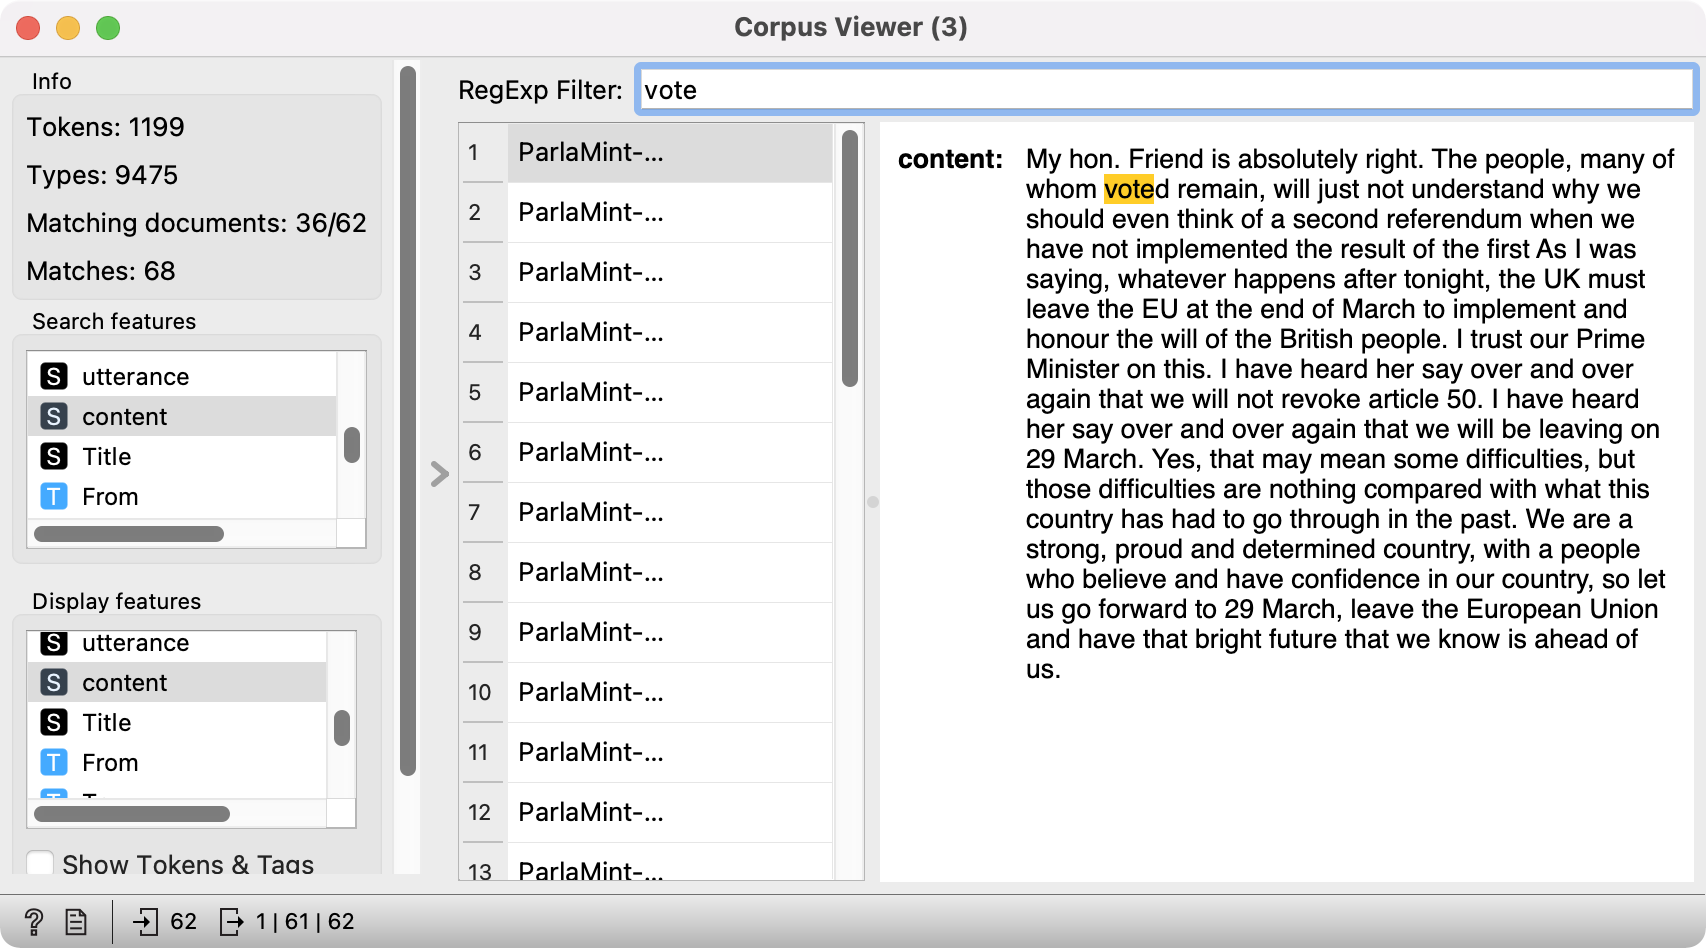 Corpus Viewer (3)
Info
Tokens: 1199
Types: 9475
Matching documents: 36/62
Matches: 68
Search features
S utterance
S content
S Title
T From
Display features
S utterance
S content
S Title
T From
Show Tokens & Tags
RegExp Filter: vote
1 ParlaMint-...
2 ParlaMint-...
3 ParlaMint-...
4 ParlaMint-...
5 ParlaMint-...
6 ParlaMint-...
7 ParlaMint-...
8 ParlaMint-...
9 ParlaMint-...
10 ParlaMint-...
11 ParlaMint-...
12 ParlaMint-...
13 ParlaMint-...
content: My hon. Friend is absolutely right. The people, many of
whom voted remain, will just not understand why we
should even think of a second referendum when we
have not implemented the result of the first As I was
saying, whatever happens after tonight, the UK must
leave the EU at the end of March to implement and
honour the will of the British people. I trust our Prime
Minister on this. I have heard her say over and over
again that we will not revoke article 50. I have heard
her say over and over again that we will be leaving on
29 March. Yes, that may mean some difficulties, but
those difficulties are nothing compared with what this
country has had to go through in the past. We are a
strong, proud and determined country, with a people
who believe and have confidence in our country, so let
us go forward to 29 March, leave the European Union
and have that bright future that we know is ahead of
us.
? 62 1 | 61 | 62